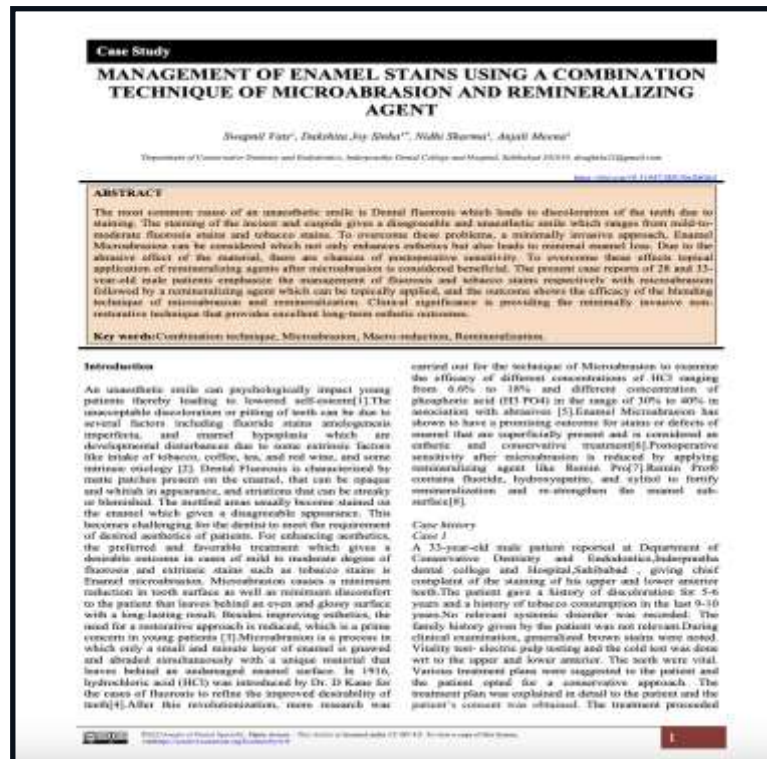 Case Study
MANAGEMENT OF ENAMEL STAINS USING A COMBINATION
TECHNIQUE OF MICROABRASION AND REMINERALIZING
AGENT
Swapnil Vats¹, Dakshita Joy Sinha¹*, Nidhi Sharma¹, Anjali Meena¹
¹Department of Conservative Dentistry and Endodontics, Inderprastha Dental College and Hospital, Sahibabad
ABSTRACT
The most common cause of an unaesthetic smile is Dental fluorosis which leads to discoloration of the teeth due to
staining. The staining of the incisor and cuspids gives a disagreeable and unaesthetic smile which ranges from mild-to-
moderate fluorosis stains and tobacco stains. To overcome these problems, a minimally invasive approach, Enamel
Microabrasion can be considered which not only enhances esthetics but also leads to minimal enamel loss. Due to the
abrasive effect of the material, there are chances of postoperative sensitivity. To overcome these effects topical
application of remineralizing agents after microabrasion is considered beneficial. The present case reports of 28 and 33-
year-old male patients emphasize the management of fluorosis and tobacco stains respectively with microabrasion
followed by a remineralizing agent which can be topically applied, and the outcome shows the efficacy of the blending
technique of microabrasion and remineralization. Clinical significance is providing the minimally invasive non-
restorative technique that provides excellent long-term esthetic outcomes.
Key words:Combination technique, Microabrasion, Macro-reduction, Remineralization.
Introduction
An unaesthetic smile can psychologically impact young
patients thereby leading to lowered self-esteem[1].The
unacceptable discoloration or pitting of teeth can be due to
several factors including fluoride stains amelogenesis
imperfecta, and enamel hypoplasia which are
developmental disturbances due to some extrinsic factors
like intake of tobacco, coffee, tea, and red wine, and some
intrinsic etiology [2]. Dental Fluorosis is characterized by
matte patches present on the enamel, that can be opaque
and whitish in appearance, and striations that can be streaky
or blemished. The mottled areas usually become stained on
the enamel which given a disagreeable appearance. This
becomes challenging for the dentist to meet the requirement
of desired aesthetics of patients. For enhancing aesthetics,
the preferred and favorable treatment which gives a
desirable outcome in cases of mild to moderate degree of
fluorosis and extrinsic stains such as tobacco stains is
Enamel microabrasion. Microabrasion causes a minimum
reduction in tooth surface as well as minimum discomfort
to the patient that leaves behind an even and glossy surface
with a long-lasting result. Besides improving esthetics, the
need for a restorative approach is reduced, which is a prime
concern in young patients [3].Microabrasion is a process in
which only a small and minute layer of enamel is gnawed
and abraded simultaneously with a unique material that
leaves behind an undamaged enamel surface. In 1916,
hydrochloric acid (HCl) was introduced by Dr. D Kane for
the cases of fluorosis to refine the improved desirability of
teeth[4].After this revolutionization, more research was
carried out for the technique of Microabrasion to examine
the efficacy of different concentrations of HCl ranging
from 6.6% to 18% and different concentration of
phosphoric acid (H3 PO4) in the range of 30% to 40% in
association with abrasives [5].Enamel Microabrasion has
shown to have a promising outcome for stains or defects of
enamel that are superficially present and is considered an
esthetic and conservative treatment[6].Postoperative
sensitivity after microabrasion is reduced by applying
remineralizing agent like Remin Pro[7].Remin Pro®
contains fluoride, hydroxyapatite, and xylitol to fortify
remineralization and re-strengthen the enamel sub-
surface[8].
Case history
Case 1
A 33-year-old male patient reported at Department of
Conservative Dentistry and Endodontics,Inderprastha
dental college and Hospital,Sahibabad , giving chief
complaint of the staining of his upper and lower anterior
teeth.The patient gave a history of discoloration for 5-6
years and a history of tobacco consumption in the last 9-10
years.No relevant systemic disorder was recorded. The
family history given by the patient was not relevant.During
clinical examination, generalized brown stains were noted.
Vitality test- electric pulp testing and the cold test was done
wrt to the upper and lower anterior. The teeth were vital.
Various treatment plans were suggested to the patient and
the patient opted for a conservative approach. The
treatment plan was explained in detail to the patient and the
patient's consent was obtained. The treatment proceeded
1